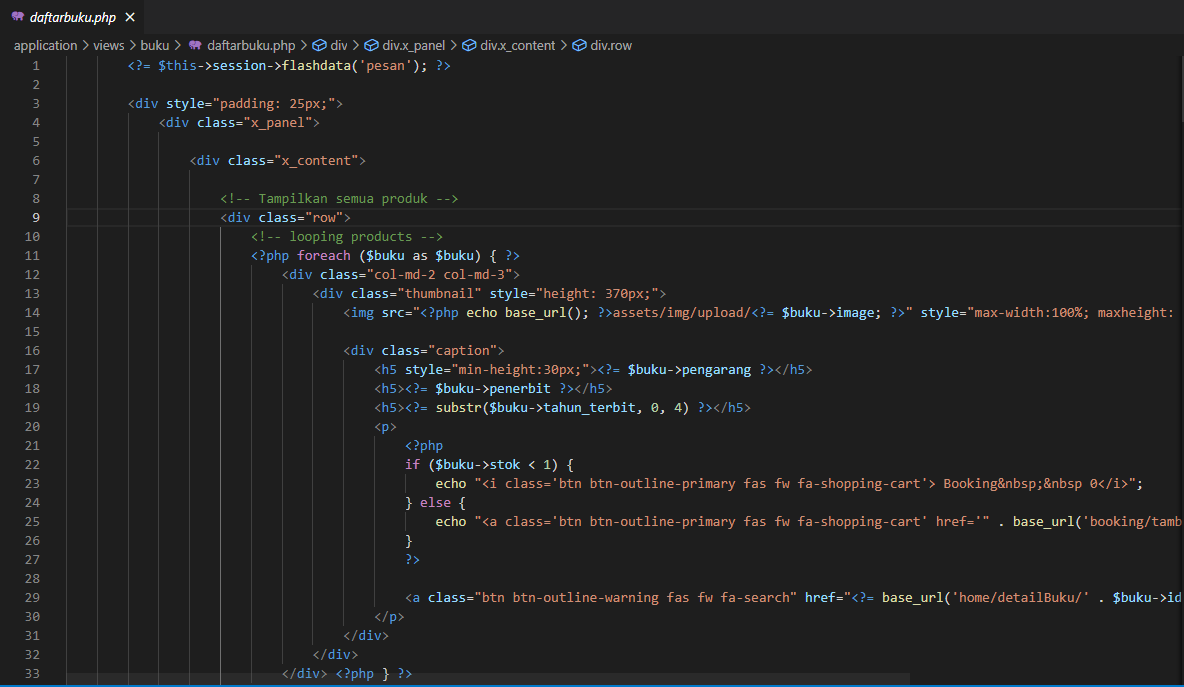 daftarbuku.php ×
application > views > buku > daftarbuku.php > div > div.x_panel > div.x_content > div.row
1 <?= $this->session->flashdata('pesan'); ?>
2
3 <div style="padding: 25px;">
4 <div class="x_panel">
5
6 <div class="x_content">
7
8 <!-- Tampilkan semua produk -->
9 <div class="row">
10 <!-- looping products -->
11 <?php foreach ($buku as $buku) { ?>
12 <div class="col-md-2 col-md-3">
13 <div class="thumbnail" style="height: 370px;">
14 <img src="<?php echo base_url(); ?>assets/img/upload/<?= $buku->image; ?>" style="max-width:100%; maxheight:
15
16 <div class="caption">
17 <h5 style="min-height:30px;"><?= $buku->pengarang ?></h5>
18 <h5><?= $buku->penerbit ?></h5>
19 <h5><?= substr($buku->tahun_terbit, 0, 4) ?></h5>
20 <p>
21 <?php
22 if ($buku->stok < 1) {
23 echo "<i class='btn btn-outline-primary fas fw fa-shopping-cart'> Booking&nbsp;&nbsp 0</i>";
24 } else {
25 echo "<a class='btn btn-outline-primary fas fw fa-shopping-cart' href='" . base_url('booking/tamb
26 }
27 ?>
28
29 <a class="btn btn-outline-warning fas fw fa-search" href="<?= base_url('home/detailBuku/' . $buku->id
30 </p>
31 </div>
32 </div>
33 </div> <?php } ?>